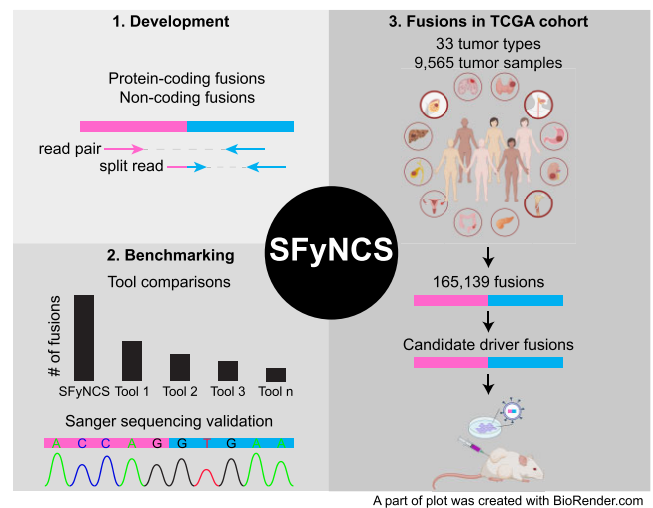 1. Development
Protein-coding fusions
Non-coding fusions
read pair
split read
2. Benchmarking
Tool comparisons
# of fusions
SFyNCS Tool 1 Tool 2 Tool 3 Tool n
Sanger sequencing validation
A C C A G G T G A A
SFyNCS
3. Fusions in TCGA cohort
33 tumor types
9,565 tumor samples
165,139 fusions
Candidate driver fusions
A part of plot was created with BioRender.com